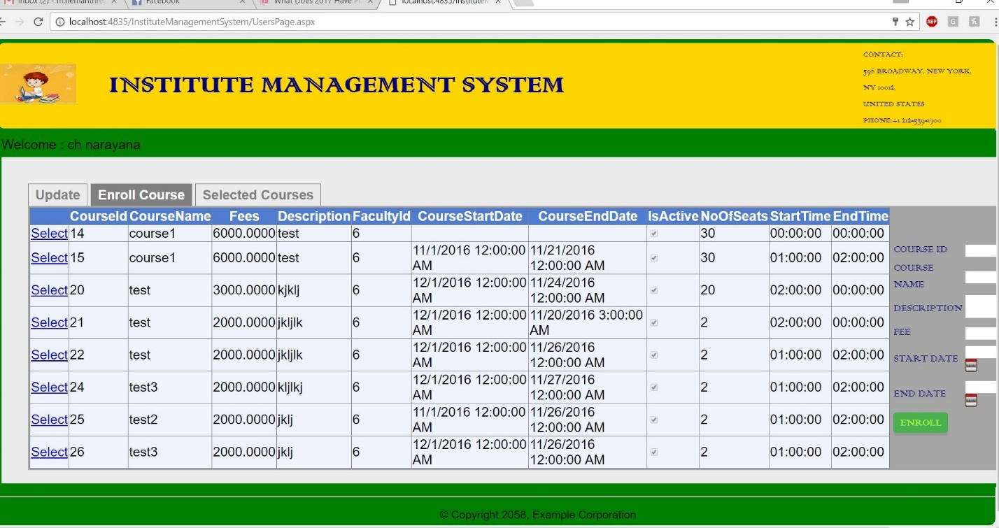 Inbox (2) - m.hemanthre
Facebook
What Does 2017 Have P
localhost:4835/Institute
localhost:4835/InstituteManagementSystem/UsersPage.aspx
ABP
G
INSTITUTE MANAGEMENT SYSTEM
CONTACT:
596 BROADWAY, NEW YORK,
NY 10012,
UNITED STATES
PHONE:+1 212-539-1700
Welcome : ch narayana
Update Enroll Course Selected Courses
CourseId CourseName Fees Description FacultyId CourseStartDate CourseEndDate IsActive NoOfSeats StartTime EndTime
Select 14 course1 6000.0000 test 6 30 00:00:00 00:00:00
Select 15 course1 6000.0000 test 6 11/1/2016 12:00:00 AM 11/21/2016 12:00:00 AM 30 01:00:00 02:00:00
Select 20 test 3000.0000 kjklj 6 12/1/2016 12:00:00 AM 11/24/2016 12:00:00 AM 20 02:00:00 00:00:00
Select 21 test 2000.0000 jkljlk 6 12/1/2016 12:00:00 AM 11/20/2016 3:00:00 AM 2 02:00:00 00:00:00
Select 22 test 2000.0000 jkljlk 6 12/1/2016 12:00:00 AM 11/26/2016 12:00:00 AM 2 01:00:00 02:00:00
Select 24 test3 2000.0000 kljlkj 6 12/1/2016 12:00:00 AM 11/27/2016 12:00:00 AM 2 01:00:00 02:00:00
Select 25 test2 2000.0000 jklj 6 11/1/2016 12:00:00 AM 11/26/2016 12:00:00 AM 2 01:00:00 02:00:00
Select 26 test3 2000.0000 jklj 6 12/1/2016 12:00:00 AM 11/26/2016 12:00:00 AM 2 01:00:00 02:00:00
COURSE ID
COURSE
NAME
DESCRIPTION
FEE
START DATE
END DATE
ENROLL
© Copyright 2058, Example Corporation